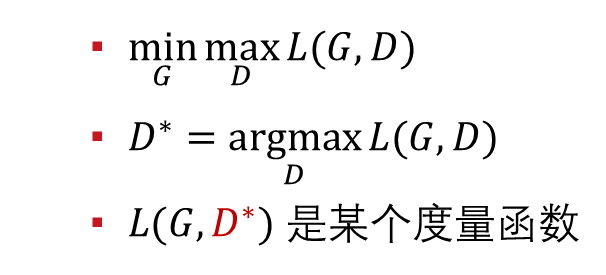 ▪ min_G max_D L(G, D)
▪ D* = argmax_D L(G, D)
▪ L(G, D*) 是某个度量函数